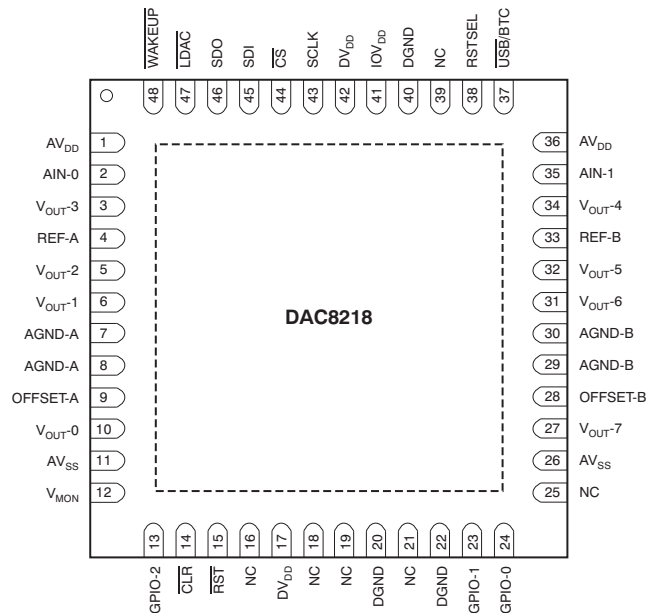 WAKEUP
LDAC
SDO
SDI
CS
SCLK
DVDD
IOVDD
DGND
NC
RSTSEL
USB/BTC
48
47
46
45
44
43
42
41
40
39
38
37
AVDD 1
AIN-0 2
VOUT-3 3
REF-A 4
VOUT-2 5
VOUT-1 6
AGND-A 7
AGND-A 8
OFFSET-A 9
VOUT-0 10
AVSS 11
VMON 12
DAC8218
36 AVDD
35 AIN-1
34 VOUT-4
33 REF-B
32 VOUT-5
31 VOUT-6
30 AGND-B
29 AGND-B
28 OFFSET-B
27 VOUT-7
26 AVSS
25 NC
13
14
15
16
17
18
19
20
21
22
23
24
GPIO-2
CLR
RST
NC
DVDD
NC
NC
DGND
NC
DGND
GPIO-1
GPIO-0